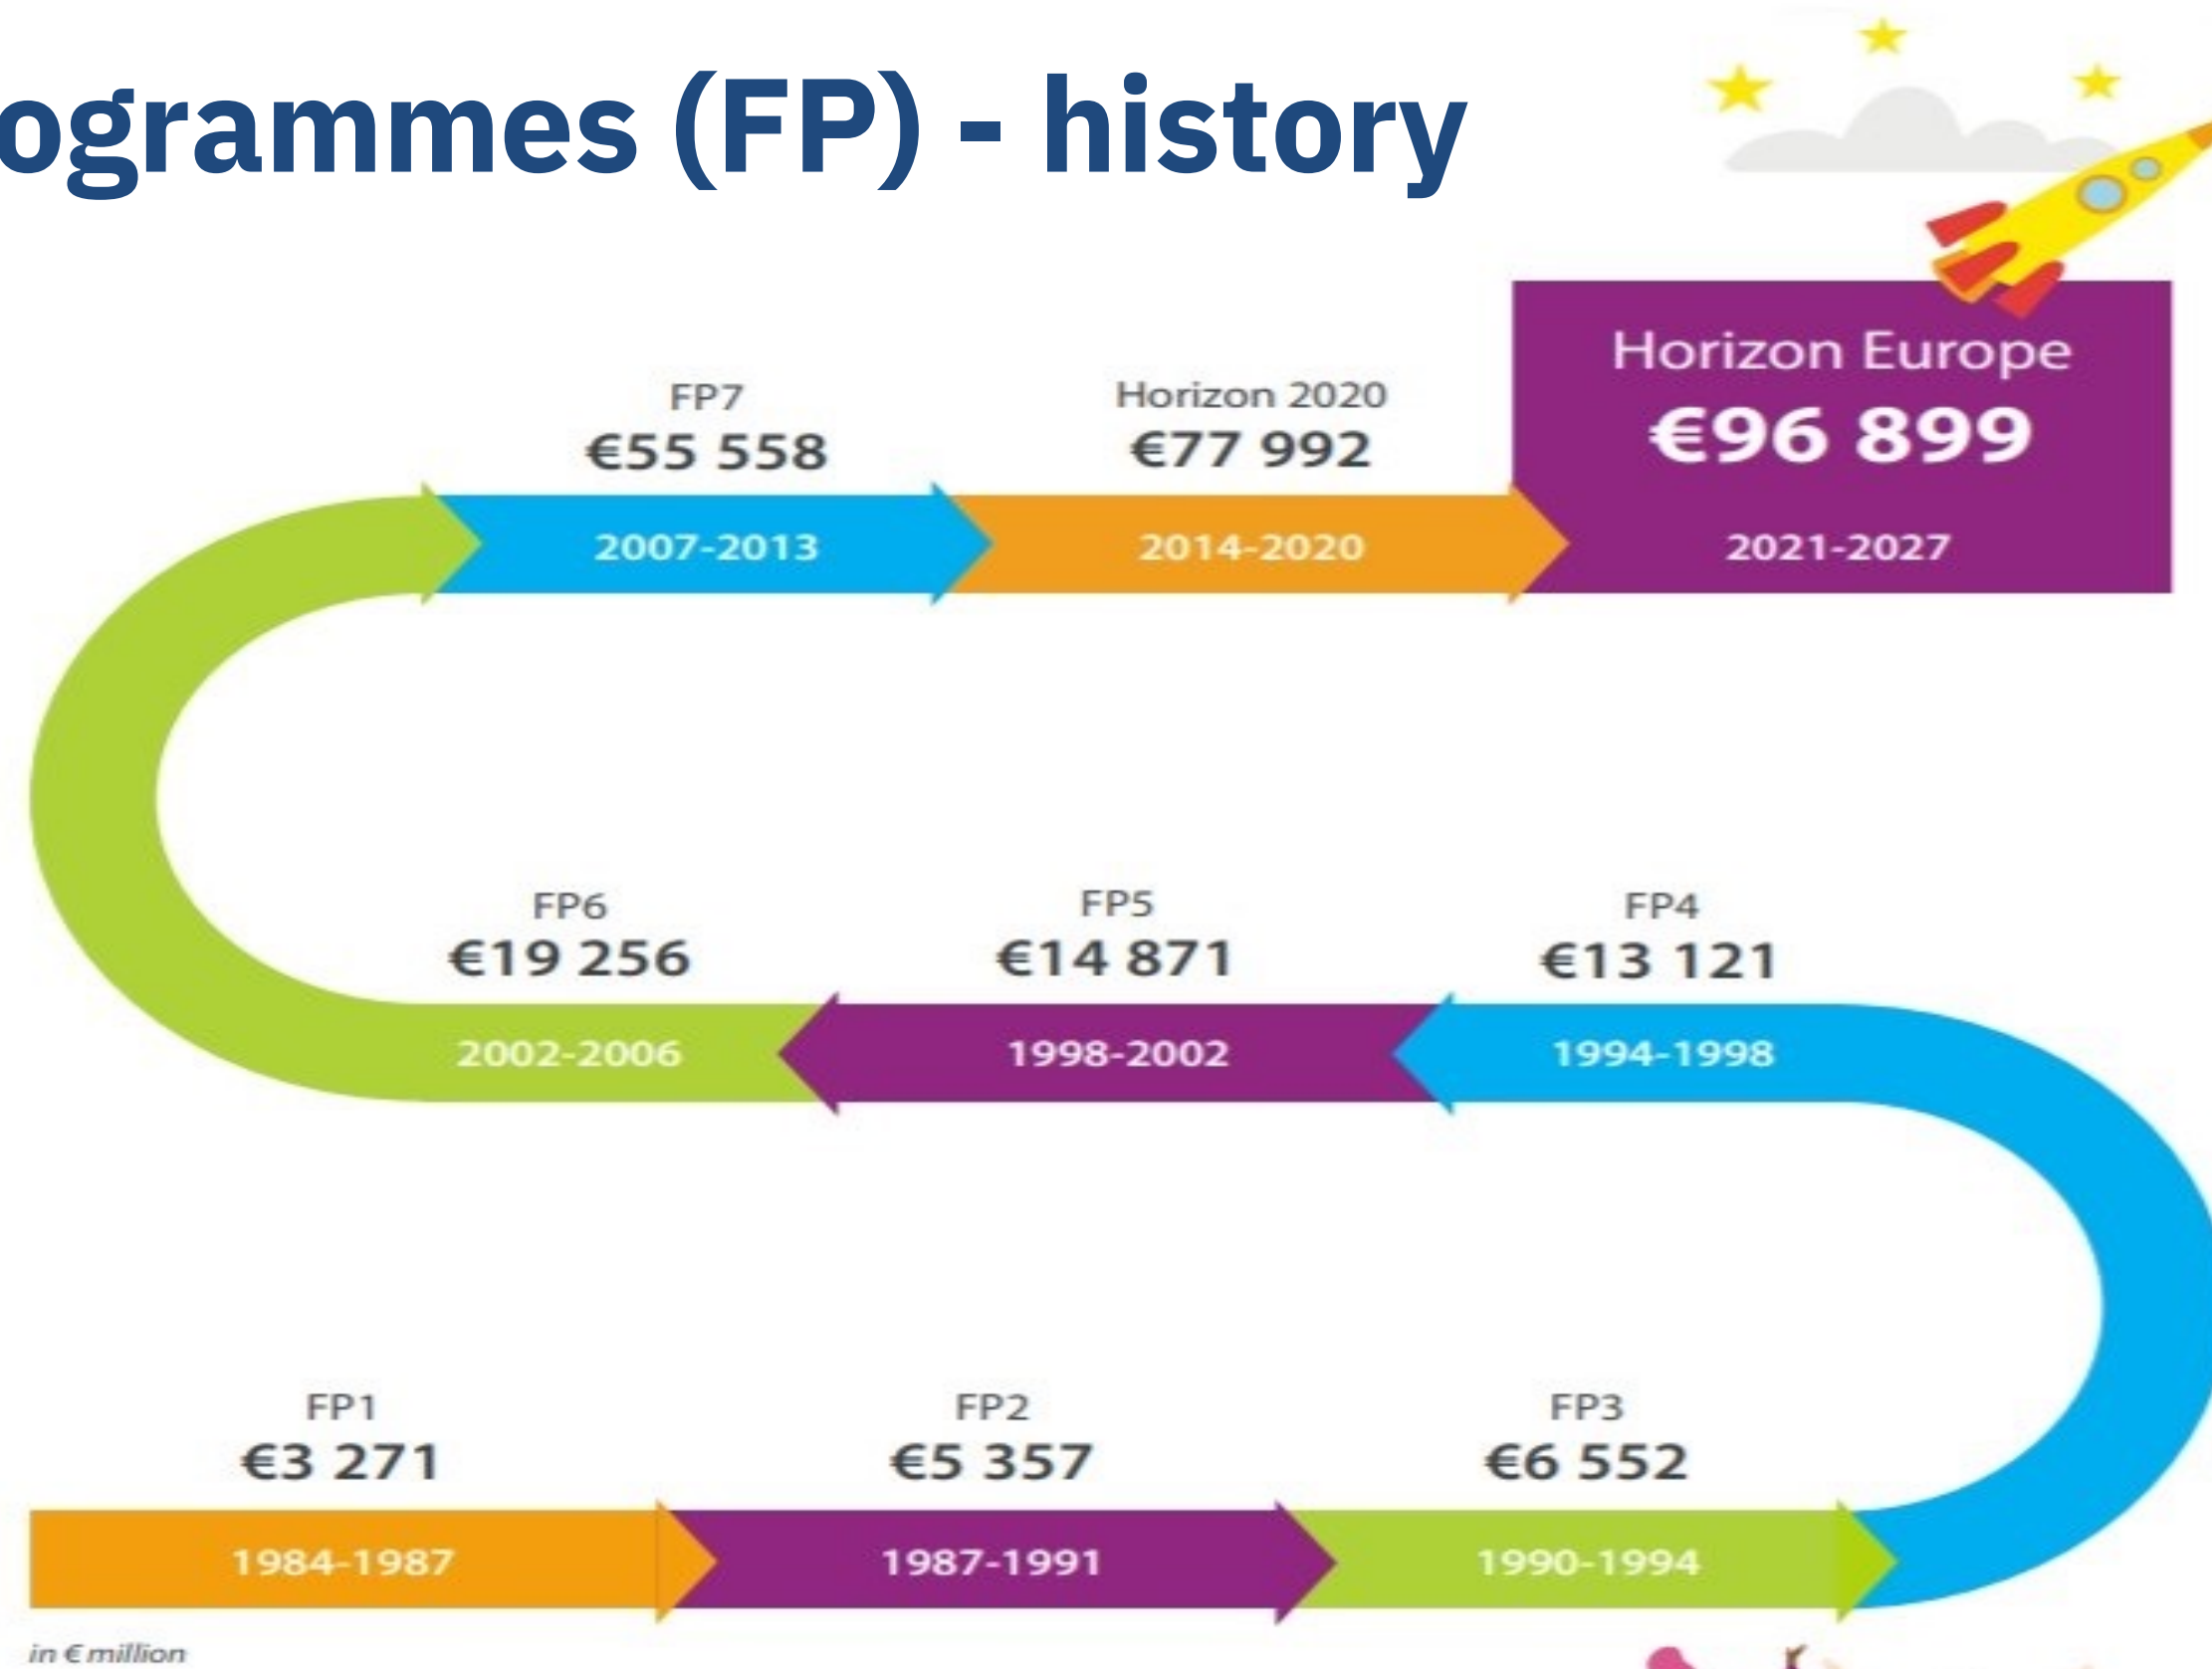 ogrammes (FP) - history
Horizon Europe
€96 899
2021-2027
FP7
€55 558
2007-2013
Horizon 2020
€77 992
2014-2020
FP6
€19 256
2002-2006
FP5
€14 871
1998-2002
FP4
€13 121
1994-1998
FP1
€3 271
1984-1987
FP2
€5 357
1987-1991
FP3
€6 552
1990-1994
in € million